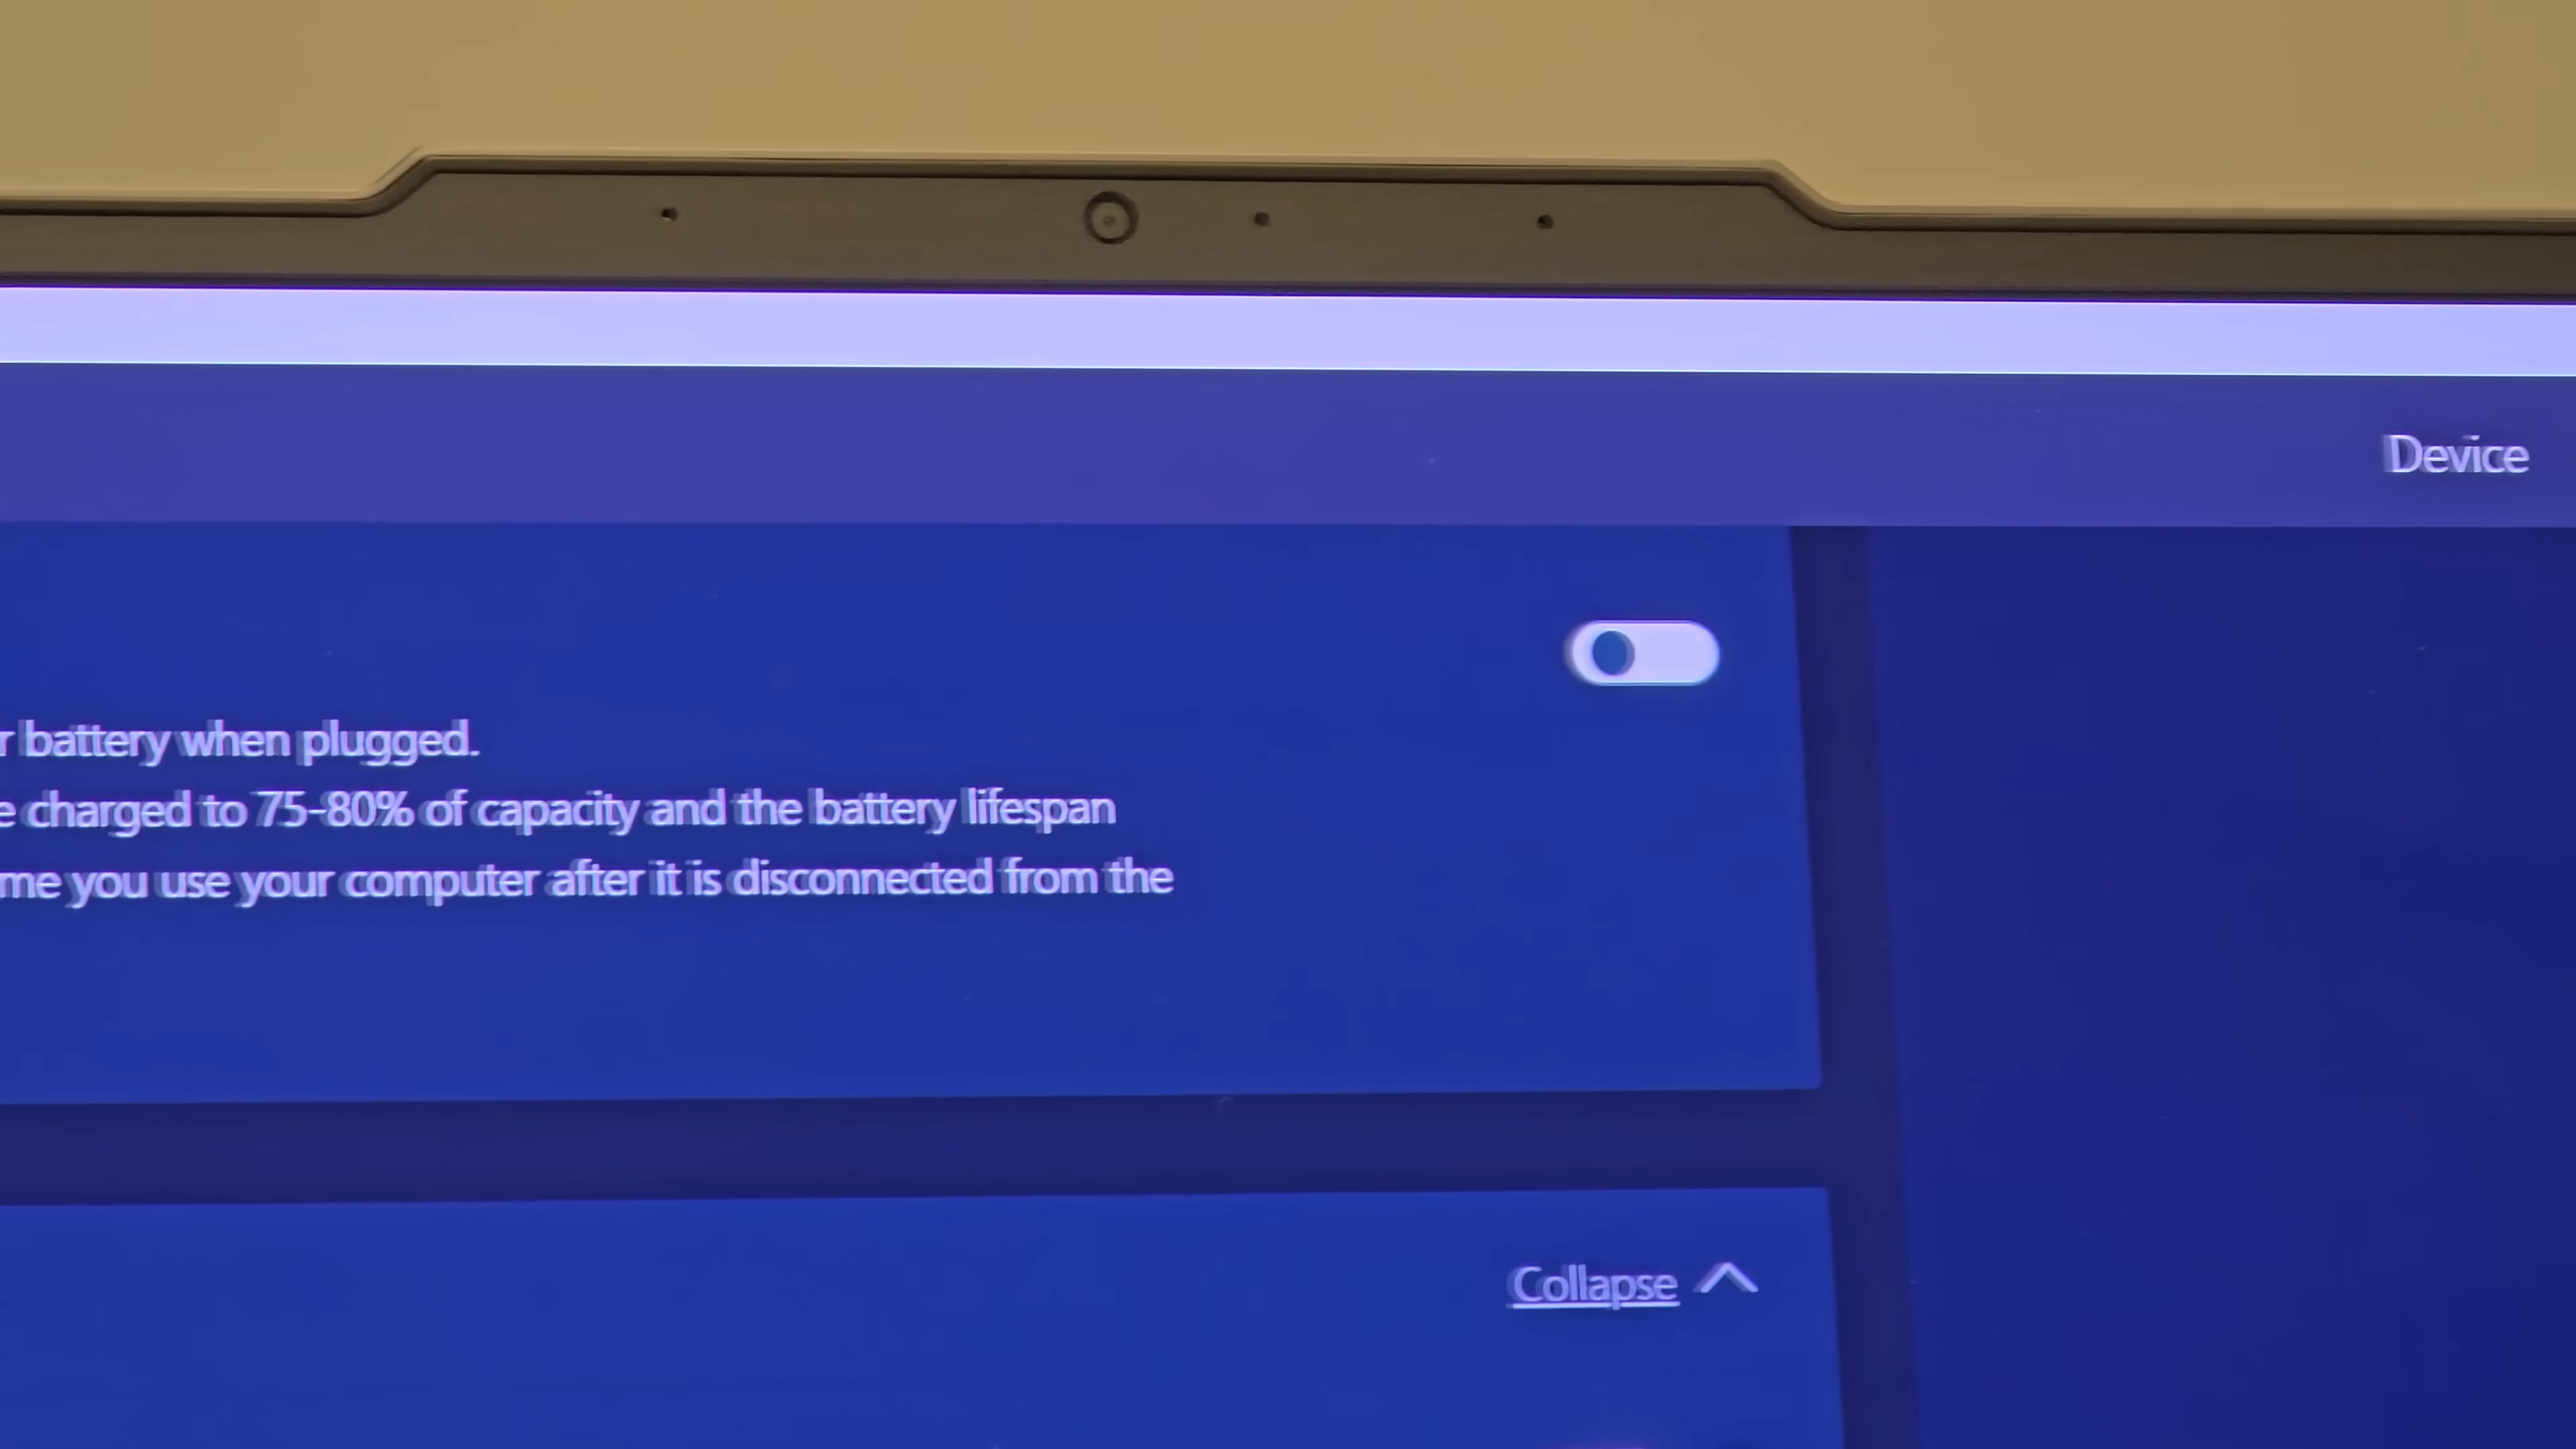 Device
r battery when plugged.
e charged to 75-80% of capacity and the battery lifespan
me you use your computer after it is disconnected from the
Collapse